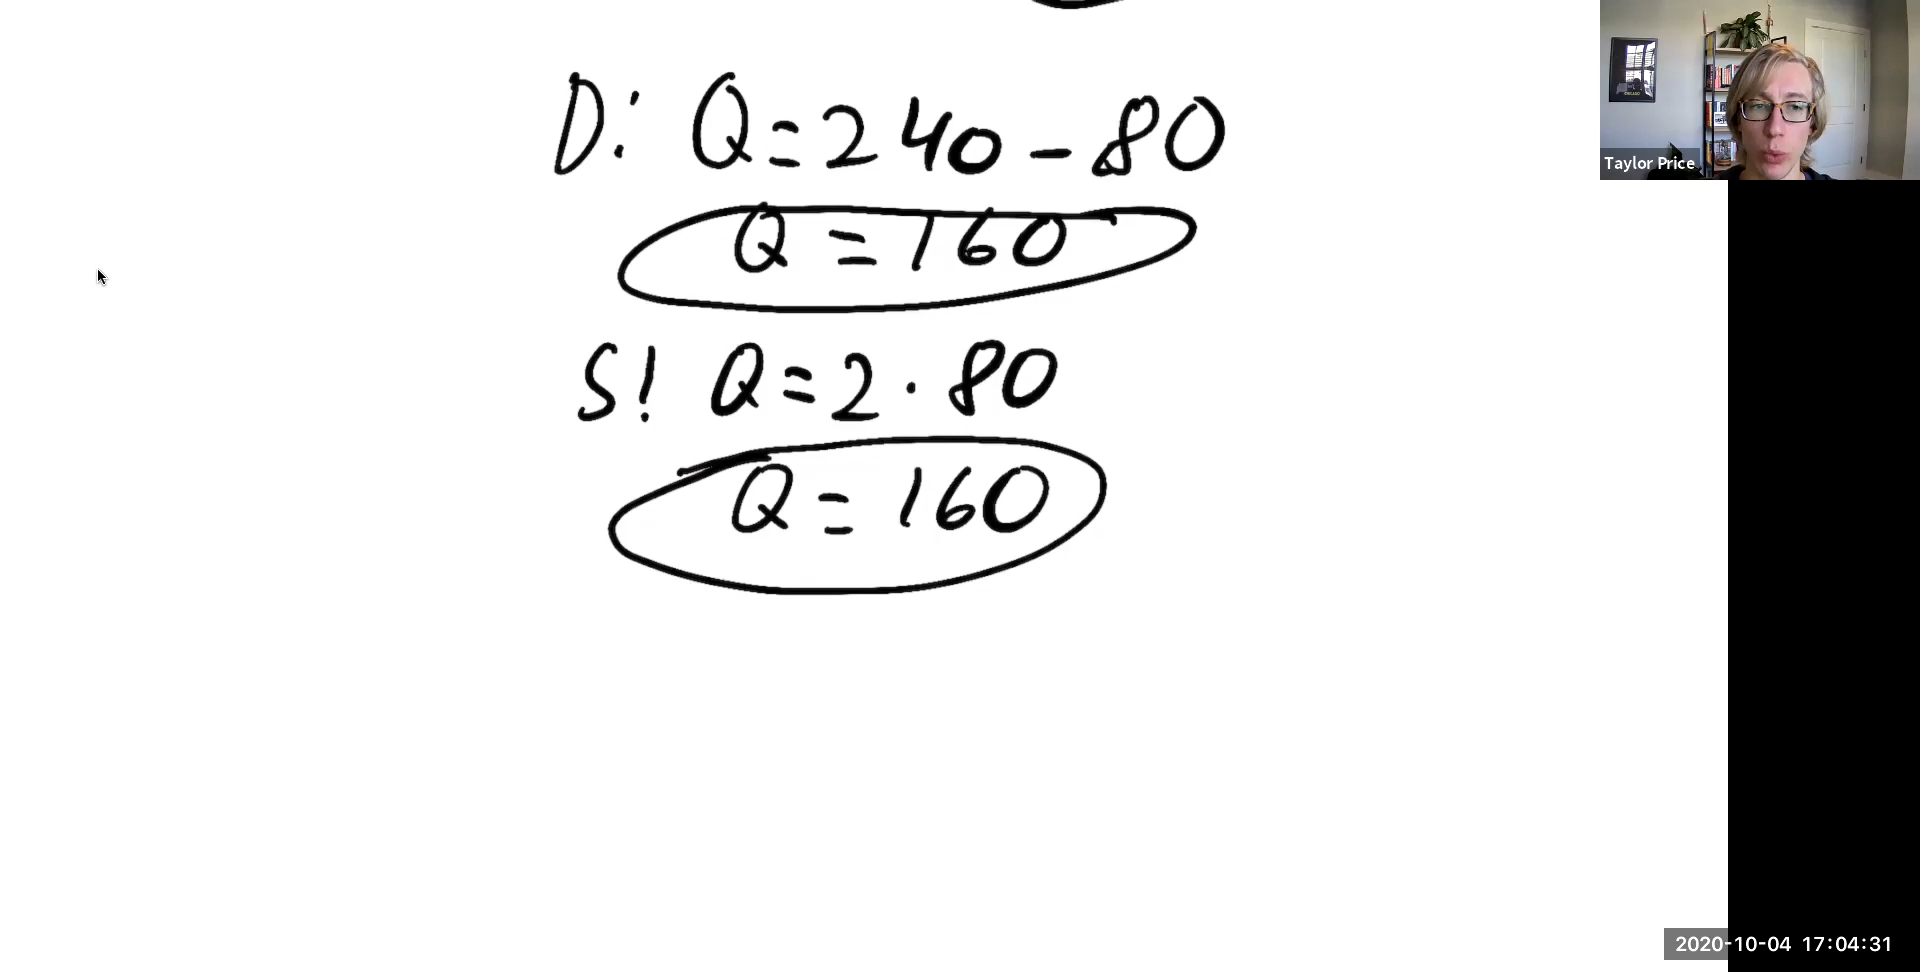 D: Q = 240 - 80
Q = 160
S! Q = 2 · 80
Q = 160
Taylor Price
2020-10-04 17:04:31